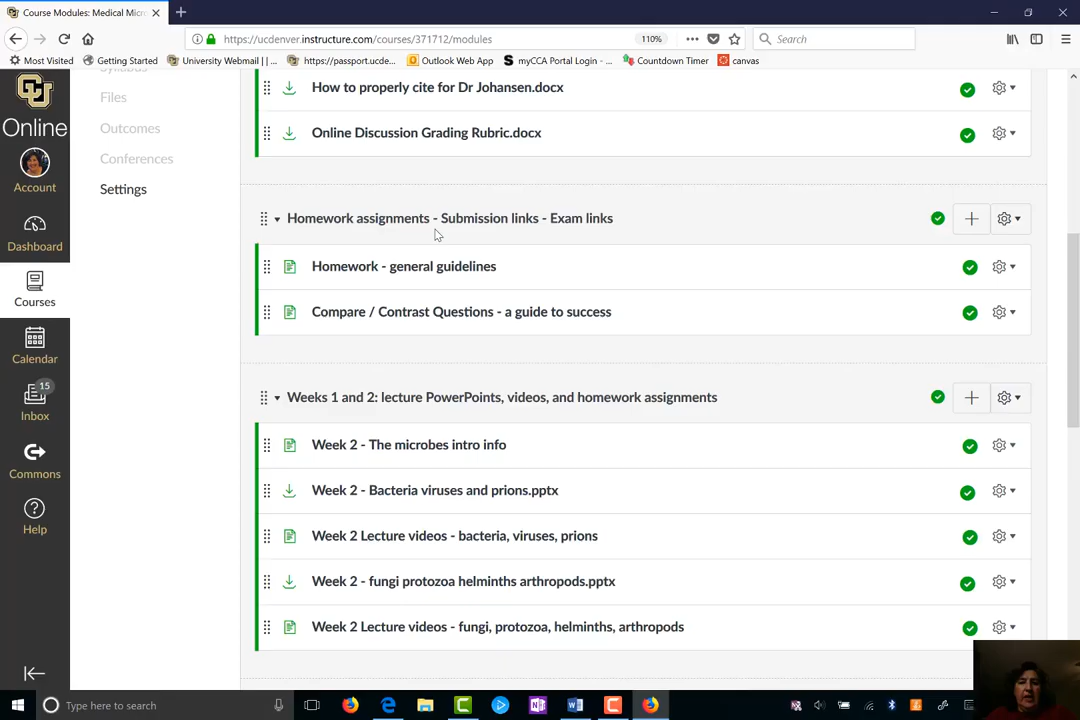 Course Modules: Medical Micr
https://ucdenver.instructure.com/courses/371712/modules
110%
Search
Most Visited
Getting Started
University Webmail | ...
https://passport.ucde...
Outlook Web App
myCCA Portal Login - ...
Countdown Timer
canvas
CU
Online
Account
Dashboard
Courses
Calendar
15
Inbox
Commons
Help
Syllabus
Files
Outcomes
Conferences
Settings
How to properly cite for Dr Johansen.docx
Online Discussion Grading Rubric.docx
Homework assignments - Submission links - Exam links
Homework - general guidelines
Compare / Contrast Questions - a guide to success
Weeks 1 and 2: lecture PowerPoints, videos, and homework assignments
Week 2 - The microbes intro info
Week 2 - Bacteria viruses and prions.pptx
Week 2 Lecture videos - bacteria, viruses, prions
Week 2 - fungi protozoa helminths arthropods.pptx
Week 2 Lecture videos - fungi, protozoa, helminths, arthropods
Type here to search